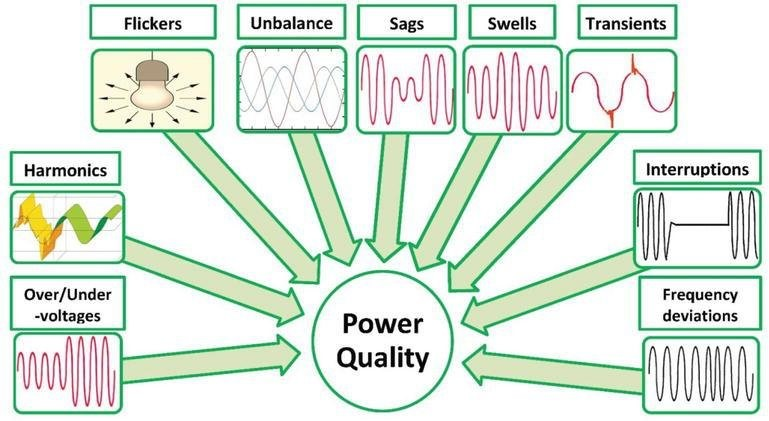 Flickers
Unbalance
Sags
Swells
Transients
Harmonics
Interruptions
Over/Under
-voltages
Frequency
deviations
Power
Quality